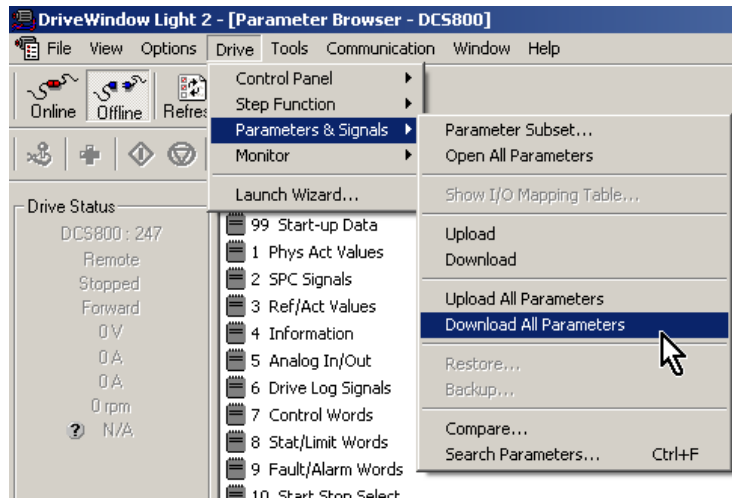 DriveWindow Light 2 - [Parameter Browser - DCS800]
File View Options Drive Tools Communication Window Help
Online Offline Refres
Control Panel
Step Function
Parameters & Signals
Monitor
Launch Wizard...
Parameter Subset...
Open All Parameters
Show I/O Mapping Table...
Upload
Download
Upload All Parameters
Download All Parameters
Restore...
Backup...
Compare...
Search Parameters... Ctrl+F
Drive Status
DCS800 : 247
Remote
Stopped
Forward
0 V
0 A
0 A
0 rpm
? N/A
99 Start-up Data
1 Phys Act Values
2 SPC Signals
3 Ref/Act Values
4 Information
5 Analog In/Out
6 Drive Log Signals
7 Control Words
8 Stat/Limit Words
9 Fault/Alarm Words
10 Start Stop Select